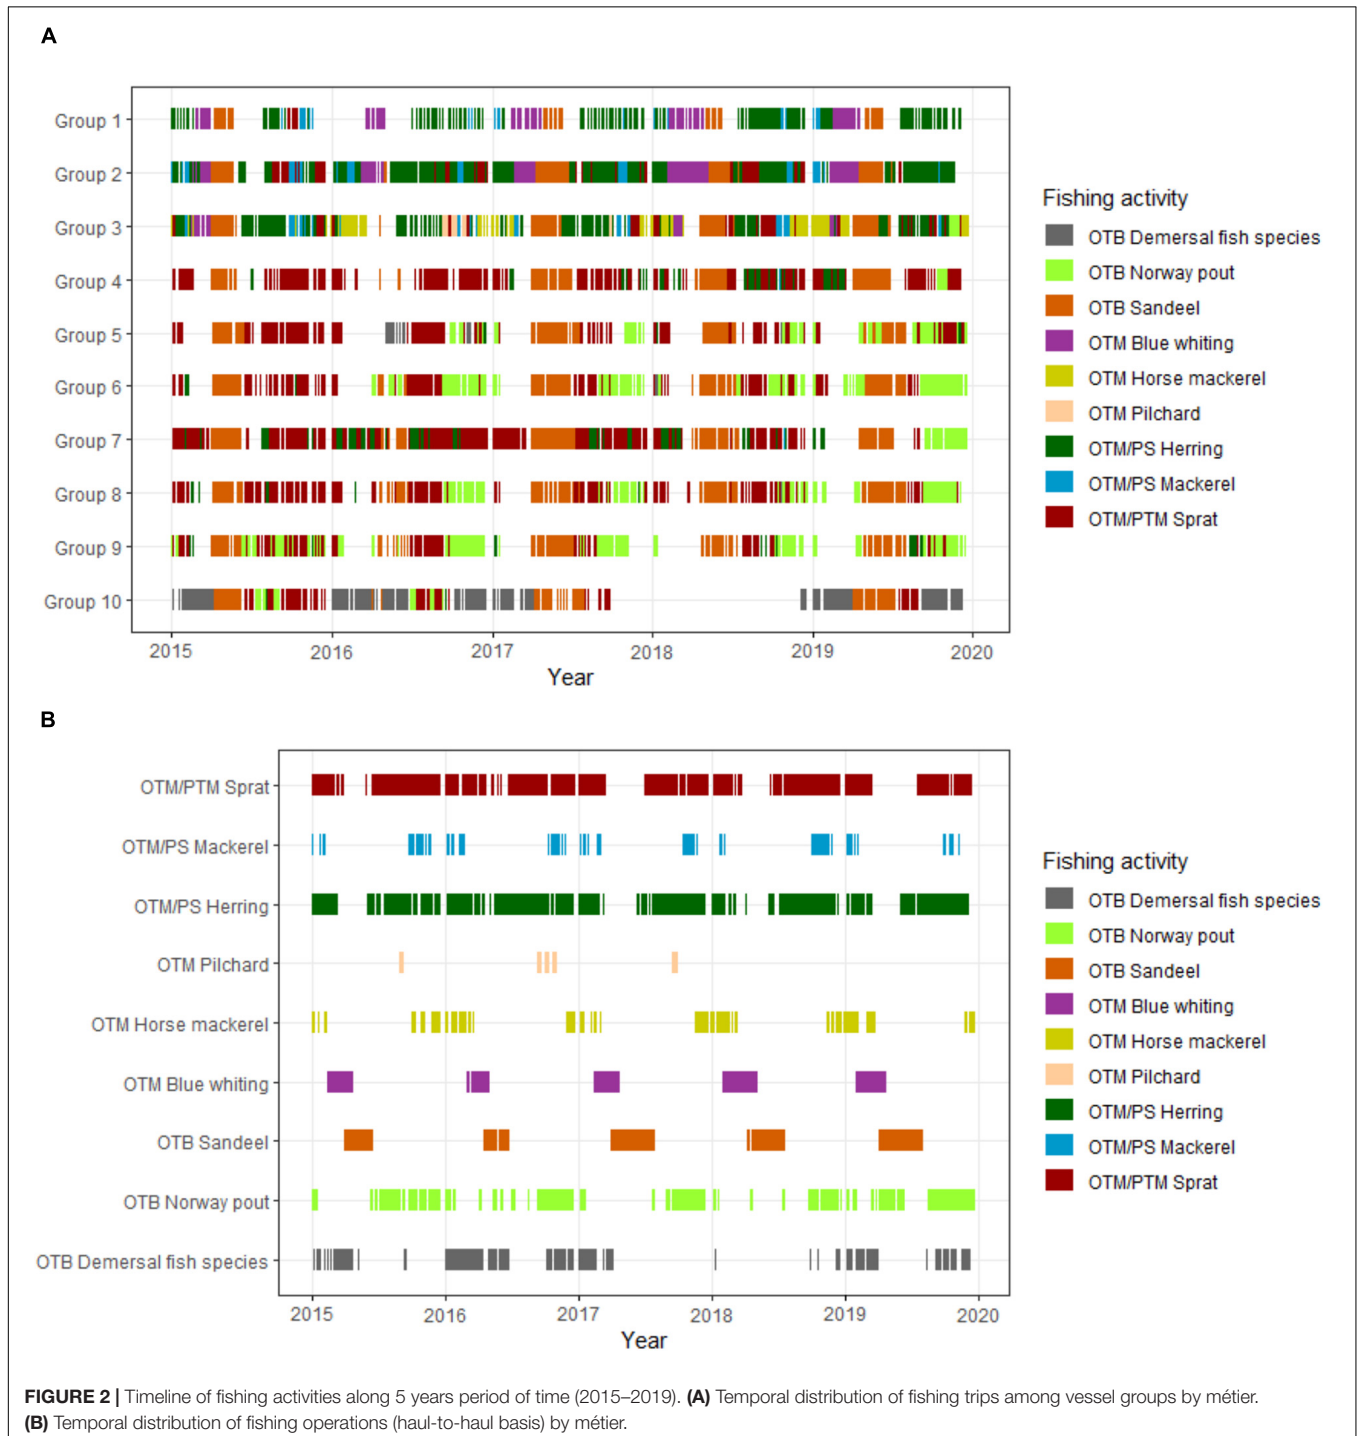 A
Group 1
Group 2
Group 3
Group 4
Group 5
Group 6
Group 7
Group 8
Group 9
Group 10
2015 2016 2017 2018 2019 2020
Year
Fishing activity
OTB Demersal fish species
OTB Norway pout
OTB Sandeel
OTM Blue whiting
OTM Horse mackerel
OTM Pilchard
OTM/PS Herring
OTM/PS Mackerel
OTM/PTM Sprat
B
OTM/PTM Sprat
OTM/PS Mackerel
OTM/PS Herring
OTM Pilchard
OTM Horse mackerel
OTM Blue whiting
OTB Sandeel
OTB Norway pout
OTB Demersal fish species
2015 2016 2017 2018 2019 2020
Year
Fishing activity
OTB Demersal fish species
OTB Norway pout
OTB Sandeel
OTM Blue whiting
OTM Horse mackerel
OTM Pilchard
OTM/PS Herring
OTM/PS Mackerel
OTM/PTM Sprat
FIGURE 2 | Timeline of fishing activities along 5 years period of time (2015–2019). (A) Temporal distribution of fishing trips among vessel groups by métier.
(B) Temporal distribution of fishing operations (haul-to-haul basis) by métier.